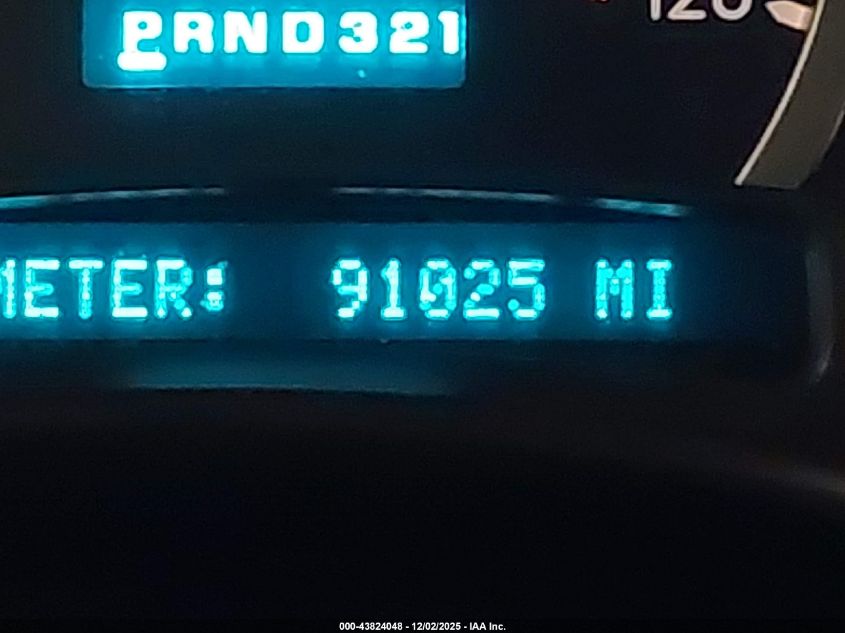 PRND321
120
METER: 91025 MI
000-43824048 - 12/02/2025 - IAA Inc.